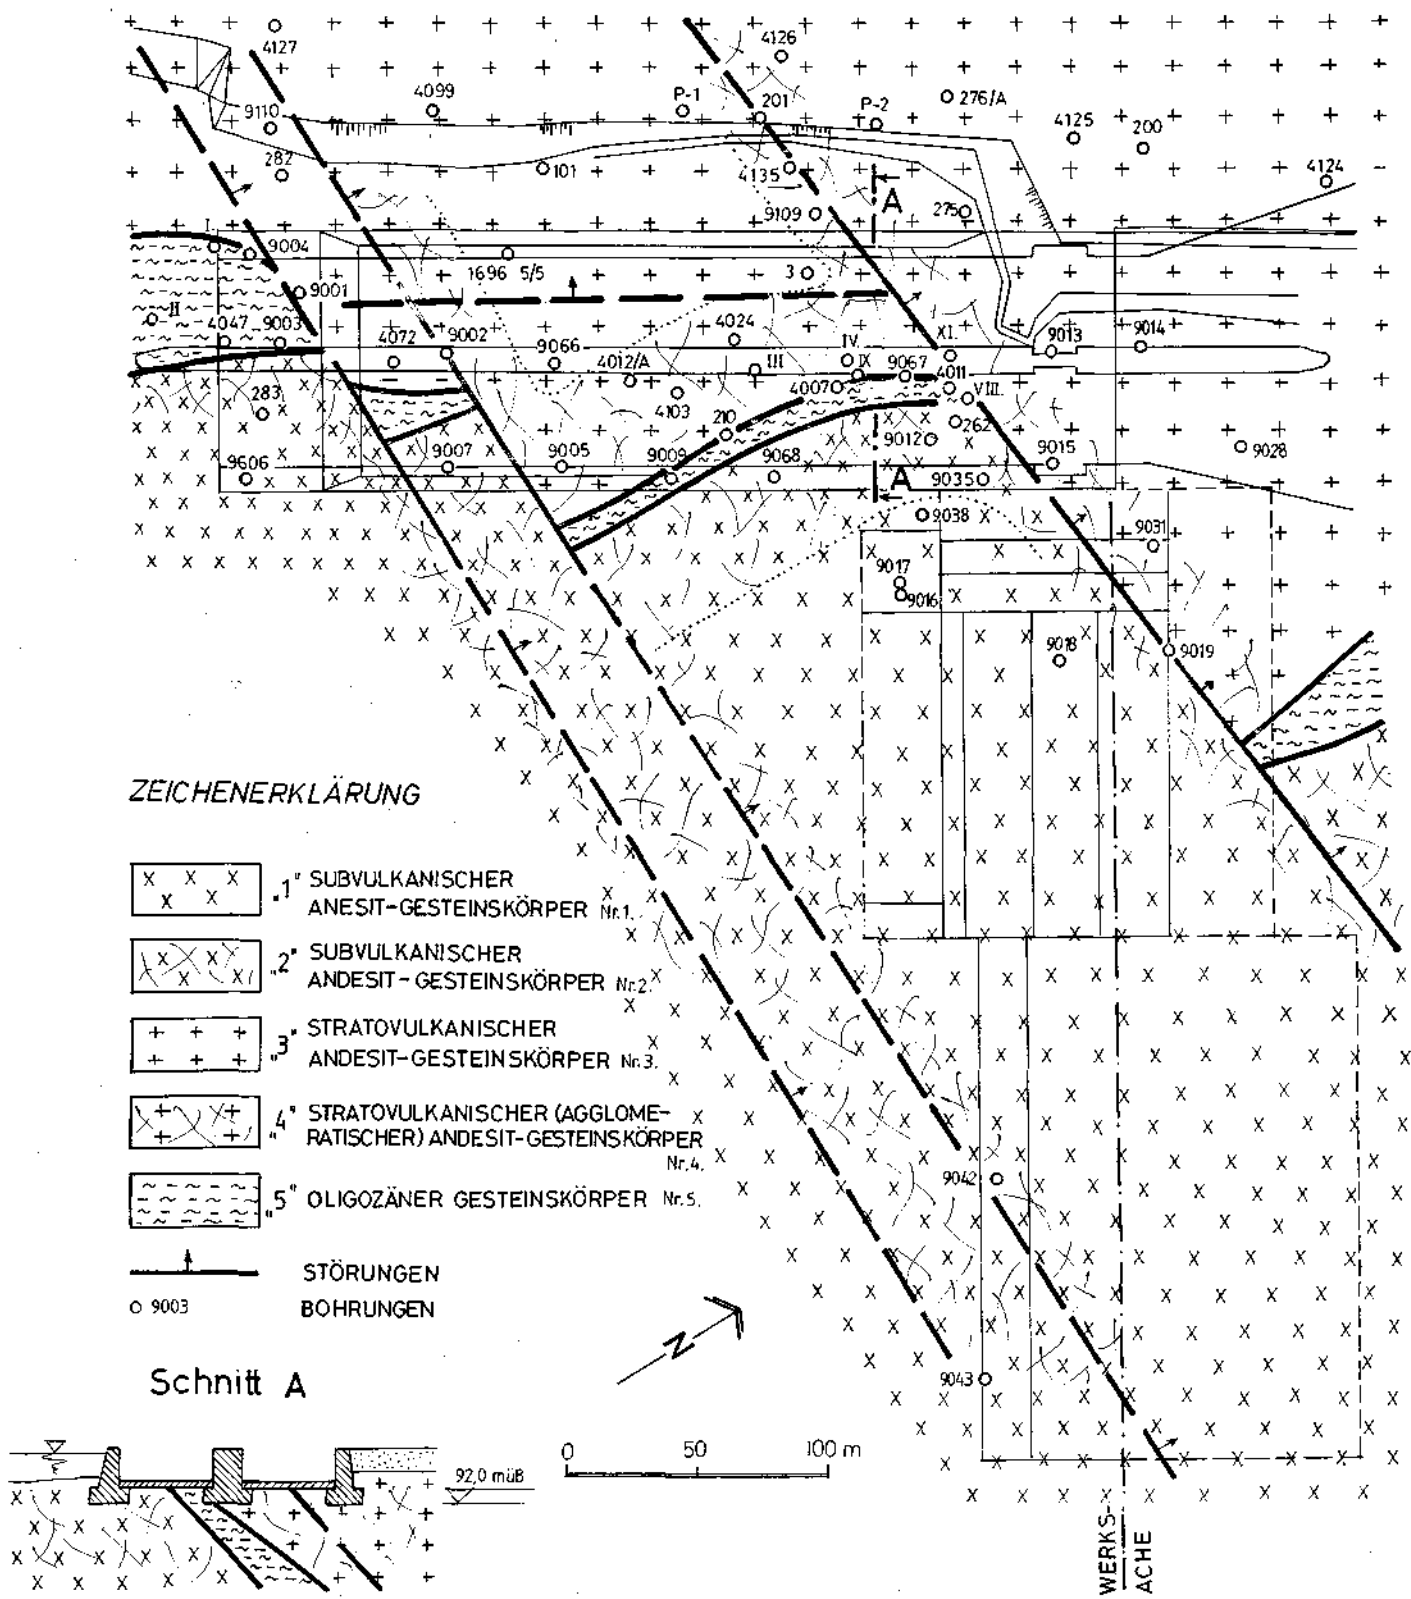 4127
4126
4099
P-1
201
P-2
276/A
4125
200
9110
282
101
4135
4124
A
9109
275
I
9004
1696
5/5
3
9001
II
4047
9003
4072
9002
9066
4012/A
4024
III
IV.
IX
9067
XI.
4011
9013
9014
4007
VIII.
283
4103
210
262
9012
9015
9028
9606
9007
9005
9009
9068
A
9035
9038
9031
9017
9016
9018
9019
ZEICHENERKLÄRUNG
„1" SUBVULKANISCHER
ANESIT-GESTEINSKÖRPER Nr.1.
„2" SUBVULKANISCHER
ANDESIT-GESTEINSKÖRPER Nr.2.
„3" STRATOVULKANISCHER
ANDESIT-GESTEINSKÖRPER Nr.3.
„4" STRATOVULKANISCHER (AGGLOME-
RATISCHER) ANDESIT-GESTEINSKÖRPER
Nr.4.
„5" OLIGOZÄNER GESTEINSKÖRPER Nr.5.
STÖRUNGEN
9003 BOHRUNGEN
9042
9043
N
Schnitt A
92,0 müB
0 50 100 m
WERKS-
ACHE